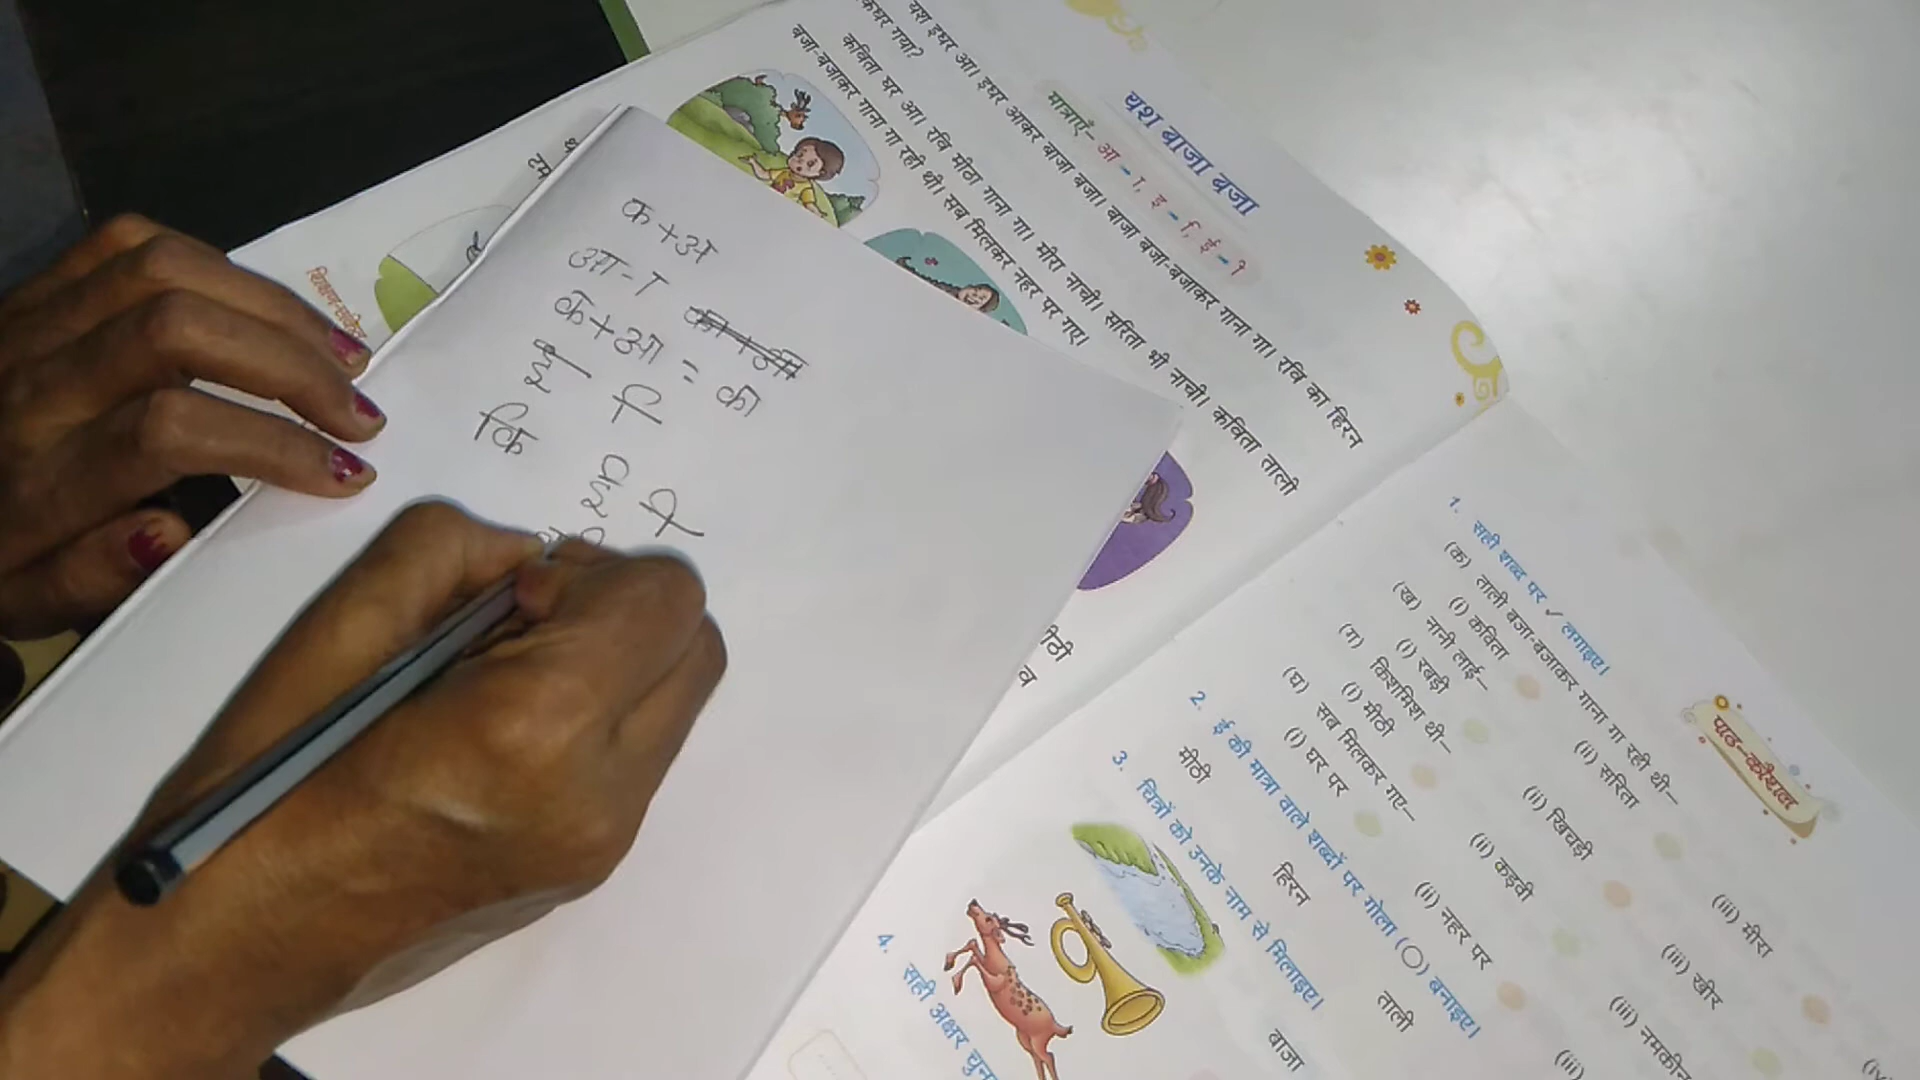 यश बाजा बजा
मात्राएँ– आ – ा, इ – ि, ई – ी
यश इधर आ। इधर आकर बाजा बजा। बाजा बजा-बजाकर गाना गा। रवि का हिरन
किधर गया?
कविता घर आ। रवि मीठा गाना गा। मीरा नाची। सरिता भी नाची। कविता ताली
बजा-बजाकर गाना गा रही थी। सब मिलकर नहर पर गए।
क + अ
आ - ा
क + आ = का
कि
ीठी
व
पाठ-कौशल
1. सही शब्द पर ✓ लगाइए।
(क) ताली बजा-बजाकर गाना गा रही थी–
(i) कविता (ii) सरिता (iii) मीरा
(ख) नानी लाई–
(i) रबड़ी (ii) खिचड़ी (iii) खीर
(ग) किशमिश थी–
(i) मीठी (ii) कड़वी (iii) नमकीन
(घ) सब मिलकर गए–
(i) घर पर (ii) नहर पर (iii)
2. ई की मात्रा वाले शब्दों पर गोला (○) बनाइए।
मीठी हिरन ताली
3. चित्रों को उनके नाम से मिलाइए।
बाजा
4. सही अक्षर चुन